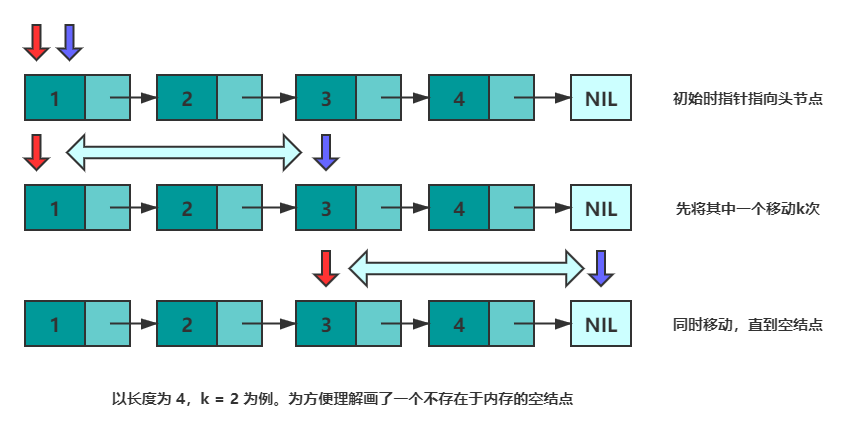 1 2 3 4 NIL 初始时指针指向头节点
1 2 3 4 NIL 先将其中一个移动k次
1 2 3 4 NIL 同时移动，直到空结点
以长度为 4，k = 2 为例。为方便理解画了一个不存在于内存的空结点